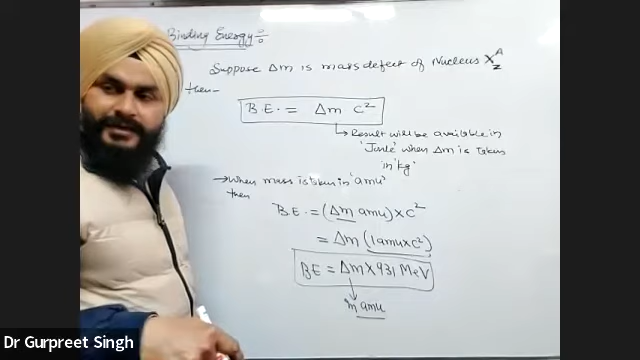 Binding Energy÷
Suppose Δm is mass defect of Nucleus X_Z^A
then-
B.E. = Δm c²
Result will be available in
'Joule' when Δm is taken
in 'kg'
→ When mass is taken in 'amu'
then
B.E. = (Δm amu)×c²
= Δm (1amu×c²)
BE = Δm×931 MeV
in amu
Dr Gurpreet Singh